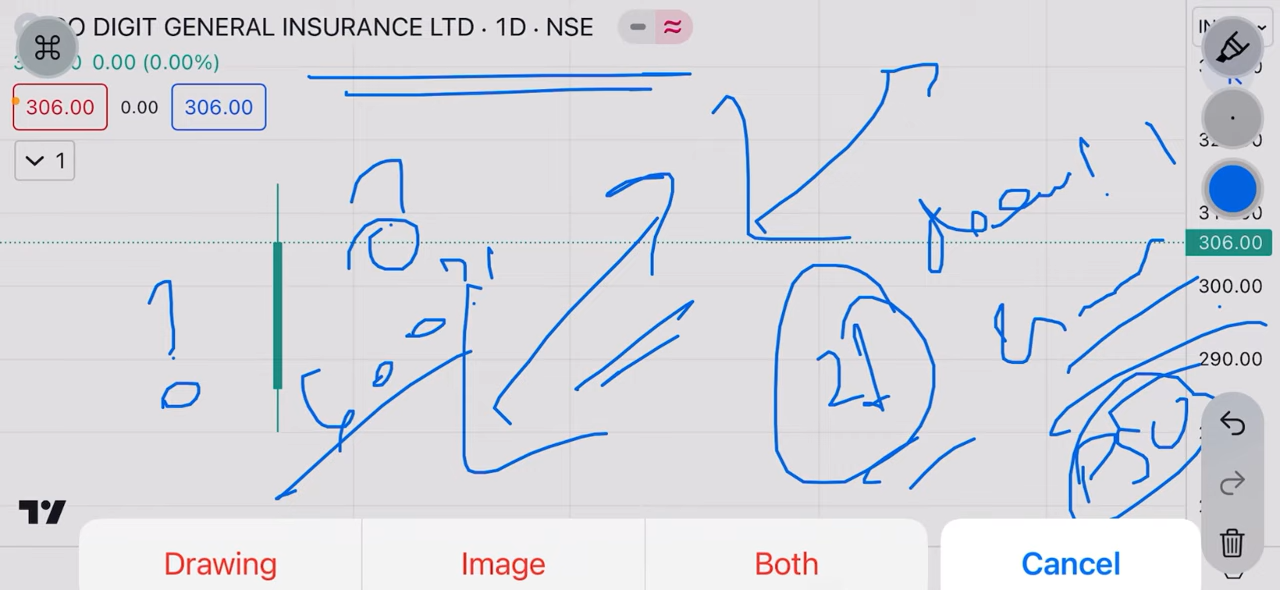 DIGIT GENERAL INSURANCE LTD · 1D · NSE
0.00 (0.00%)
306.00 0.00 306.00
1
306.00
300.00
290.00
21
Drawing Image Both Cancel